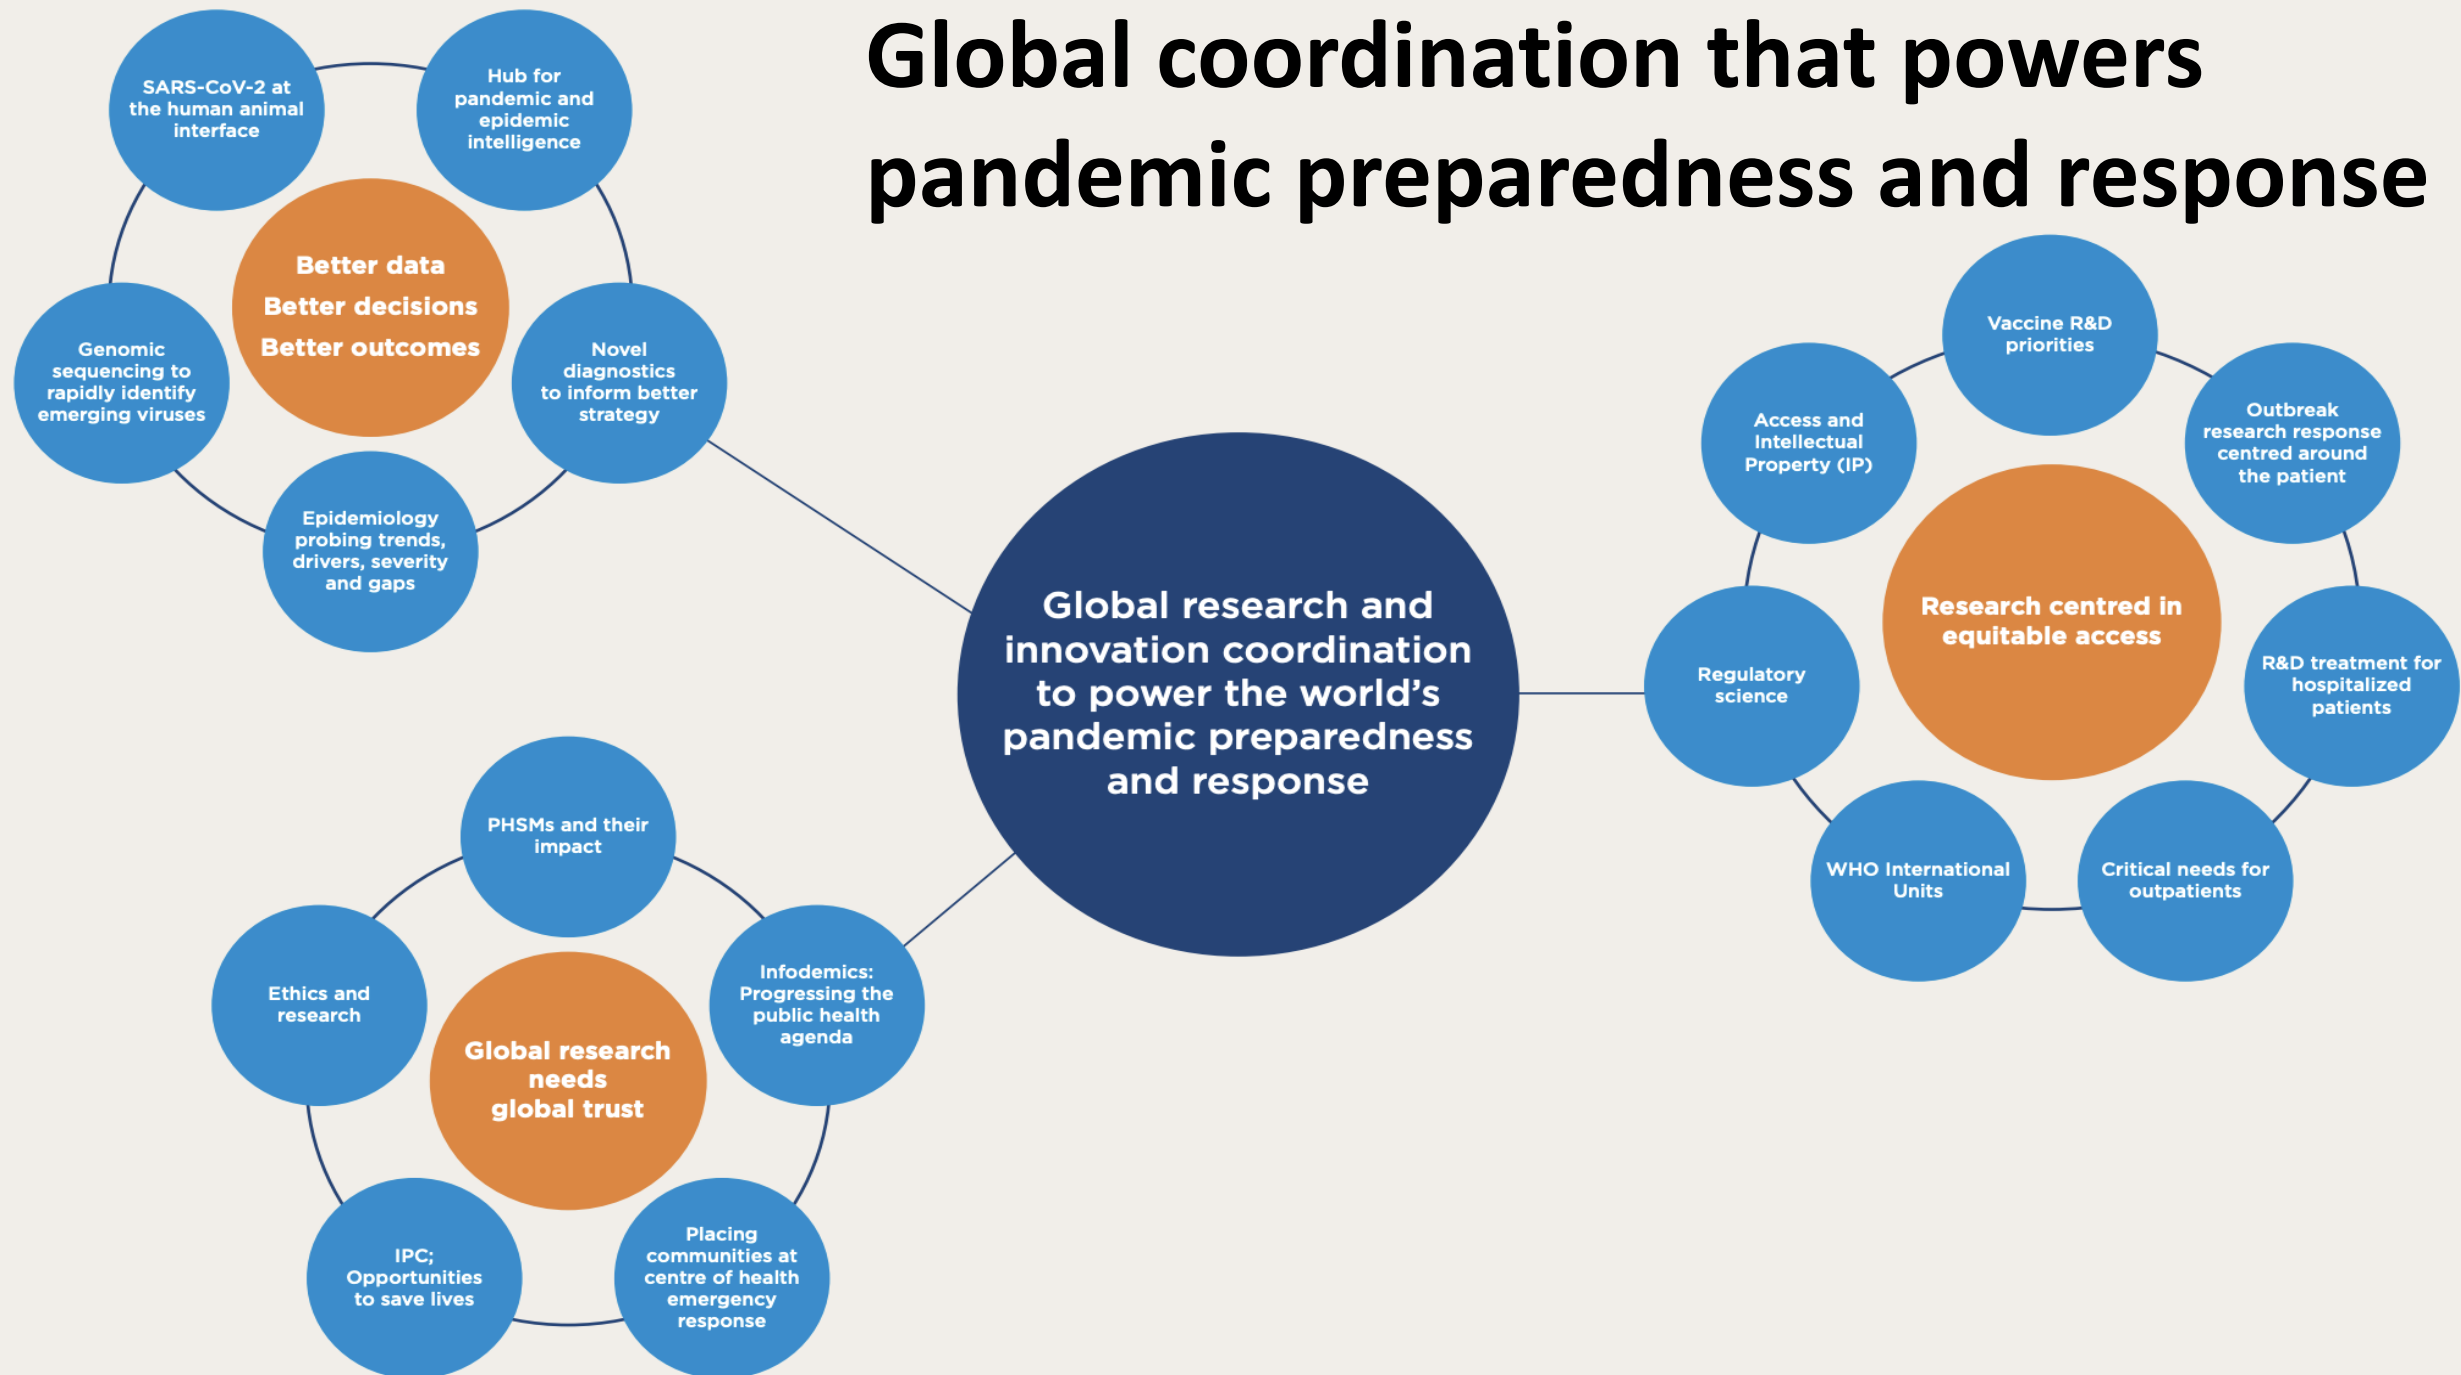 Global coordination that powers
pandemic preparedness and response
SARS-CoV-2 at
the human animal
interface
Hub for
pandemic and
epidemic
intelligence
Better data
Better decisions
Better outcomes
Genomic
sequencing to
rapidly identify
emerging viruses
Novel
diagnostics
to inform better
strategy
Epidemiology
probing trends,
drivers, severity
and gaps
Global research and
innovation coordination
to power the world’s
pandemic preparedness
and response
Vaccine R&D
priorities
Access and
Intellectual
Property (IP)
Outbreak
research response
centred around
the patient
Research centred in
equitable access
Regulatory
science
R&D treatment for
hospitalized
patients
WHO International
Units
Critical needs for
outpatients
PHSMs and their
impact
Ethics and
research
Infodemics:
Progressing the
public health
agenda
Global research
needs
global trust
IPC;
Opportunities
to save lives
Placing
communities at
centre of health
emergency
response